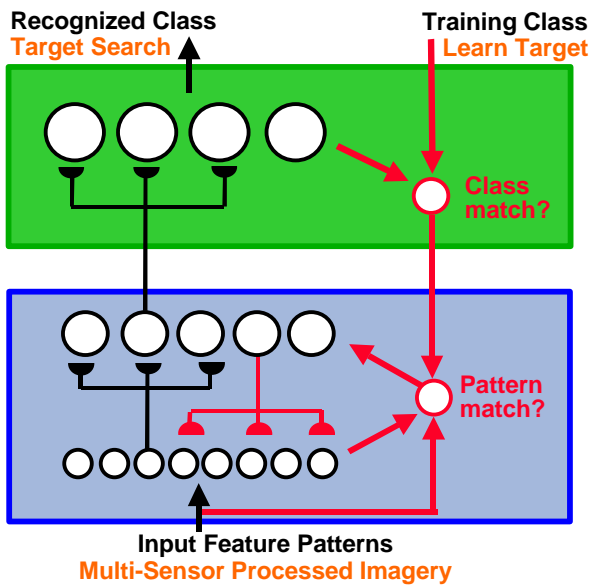 Recognized Class
Target Search
Training Class
Learn Target
Class
match?
Pattern
match?
Input Feature Patterns
Multi-Sensor Processed Imagery